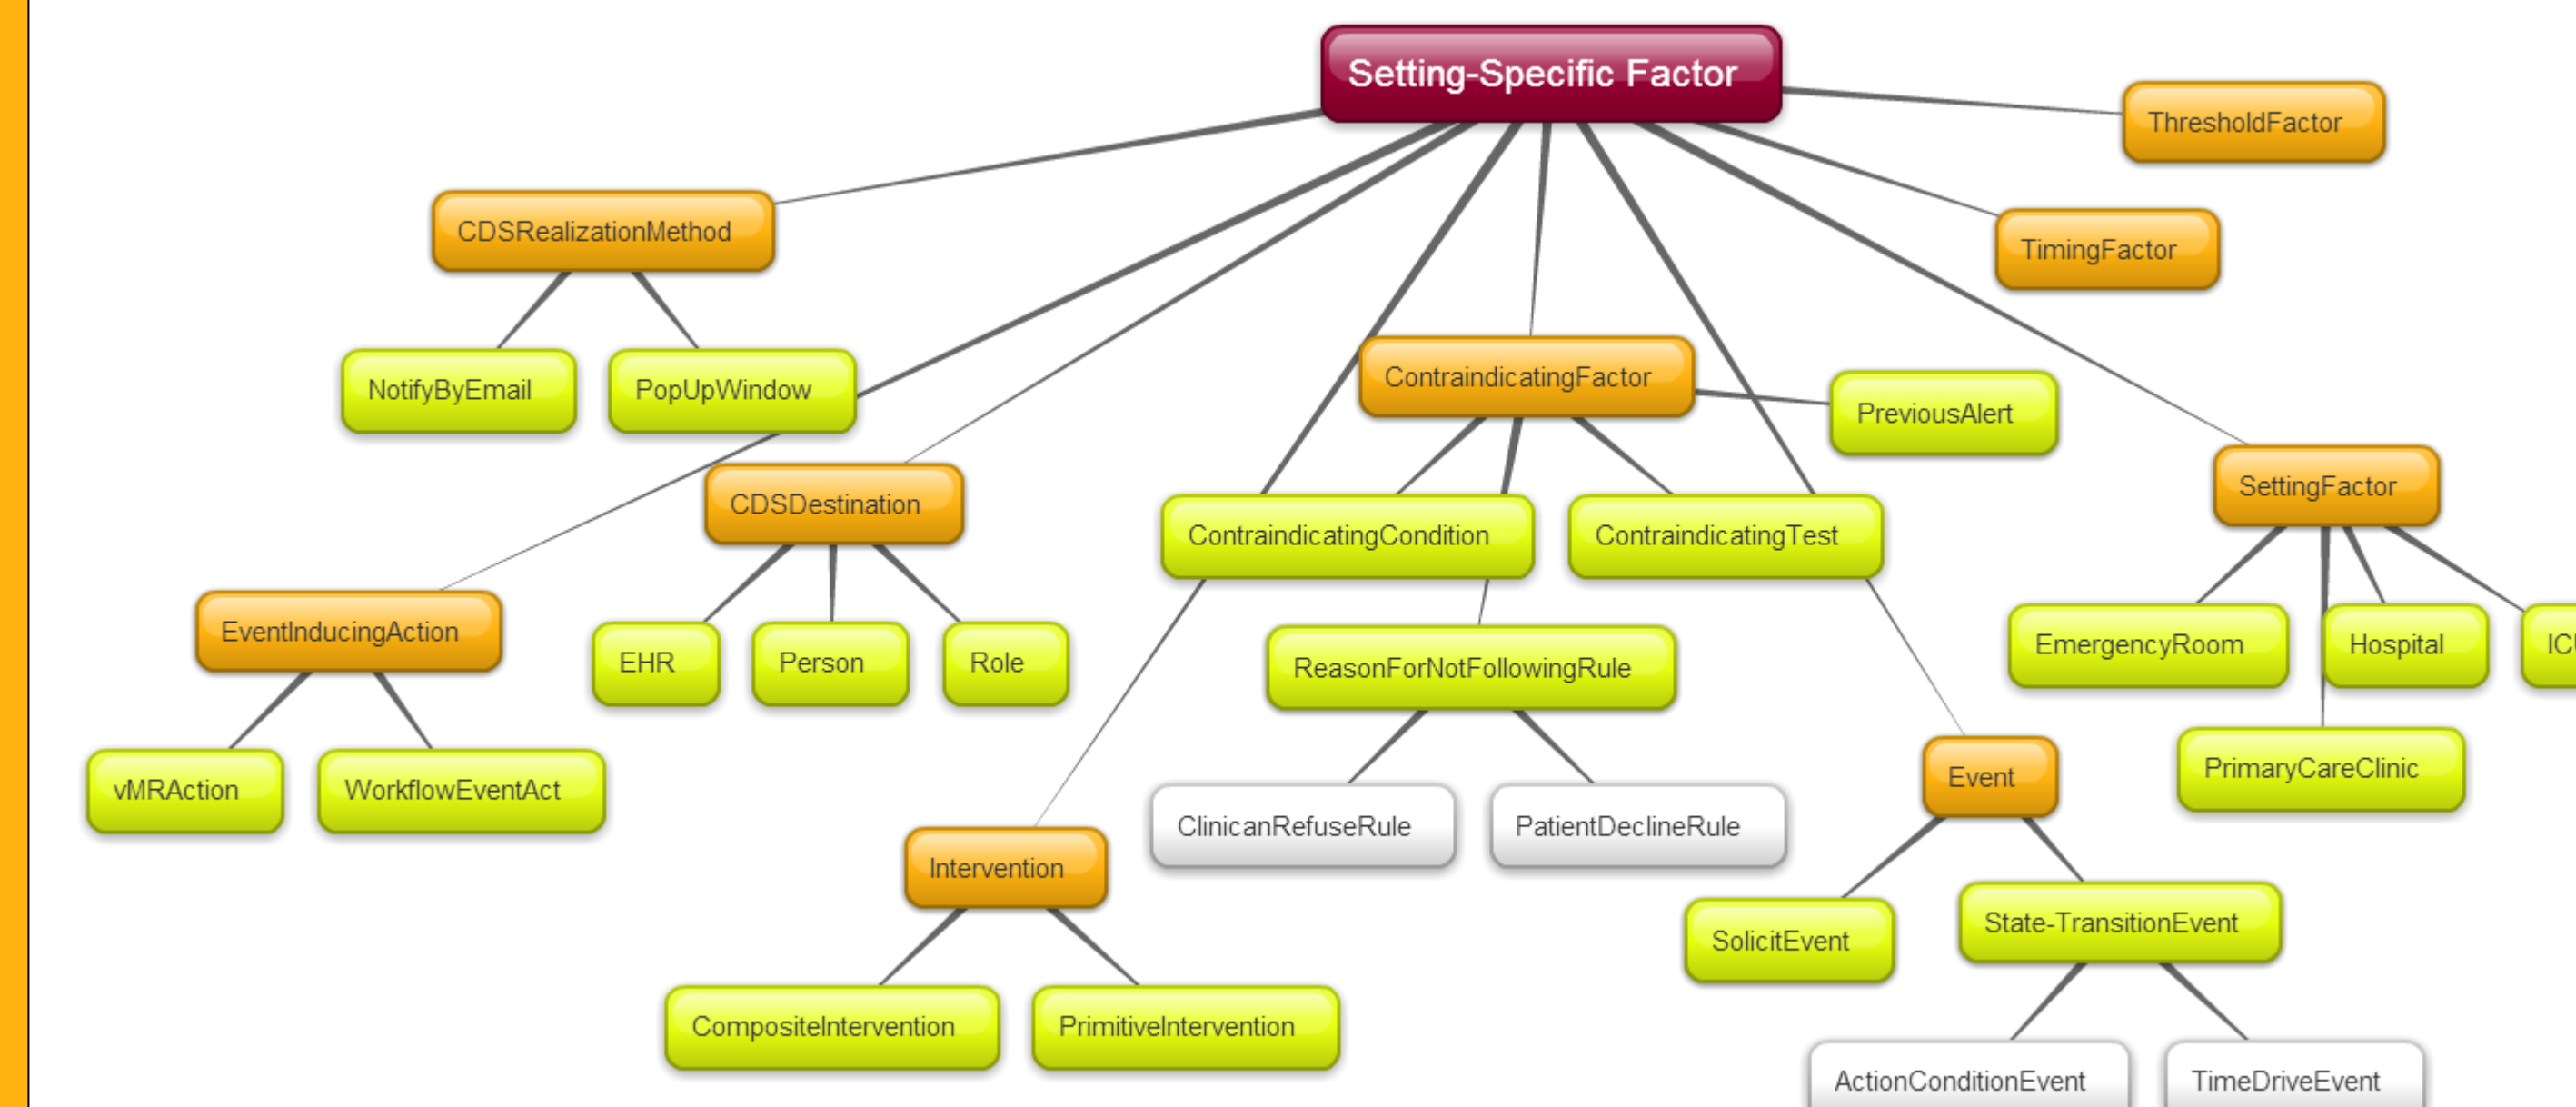 Setting-Specific Factor
ThresholdFactor
CDSRealizationMethod
TimingFactor
NotifyByEmail
PopUpWindow
ContraindicatingFactor
PreviousAlert
CDSDestination
SettingFactor
ContraindicatingCondition
ContraindicatingTest
EventInducingAction
EHR
Person
Role
ReasonForNotFollowingRule
EmergencyRoom
Hospital
vMRAction
WorkflowEventAct
Event
PrimaryCareClinic
Intervention
ClinicanRefuseRule
PatientDeclineRule
SolicitEvent
State-TransitionEvent
CompositeIntervention
PrimitiveIntervention
ActionConditionEvent
TimeDriveEvent